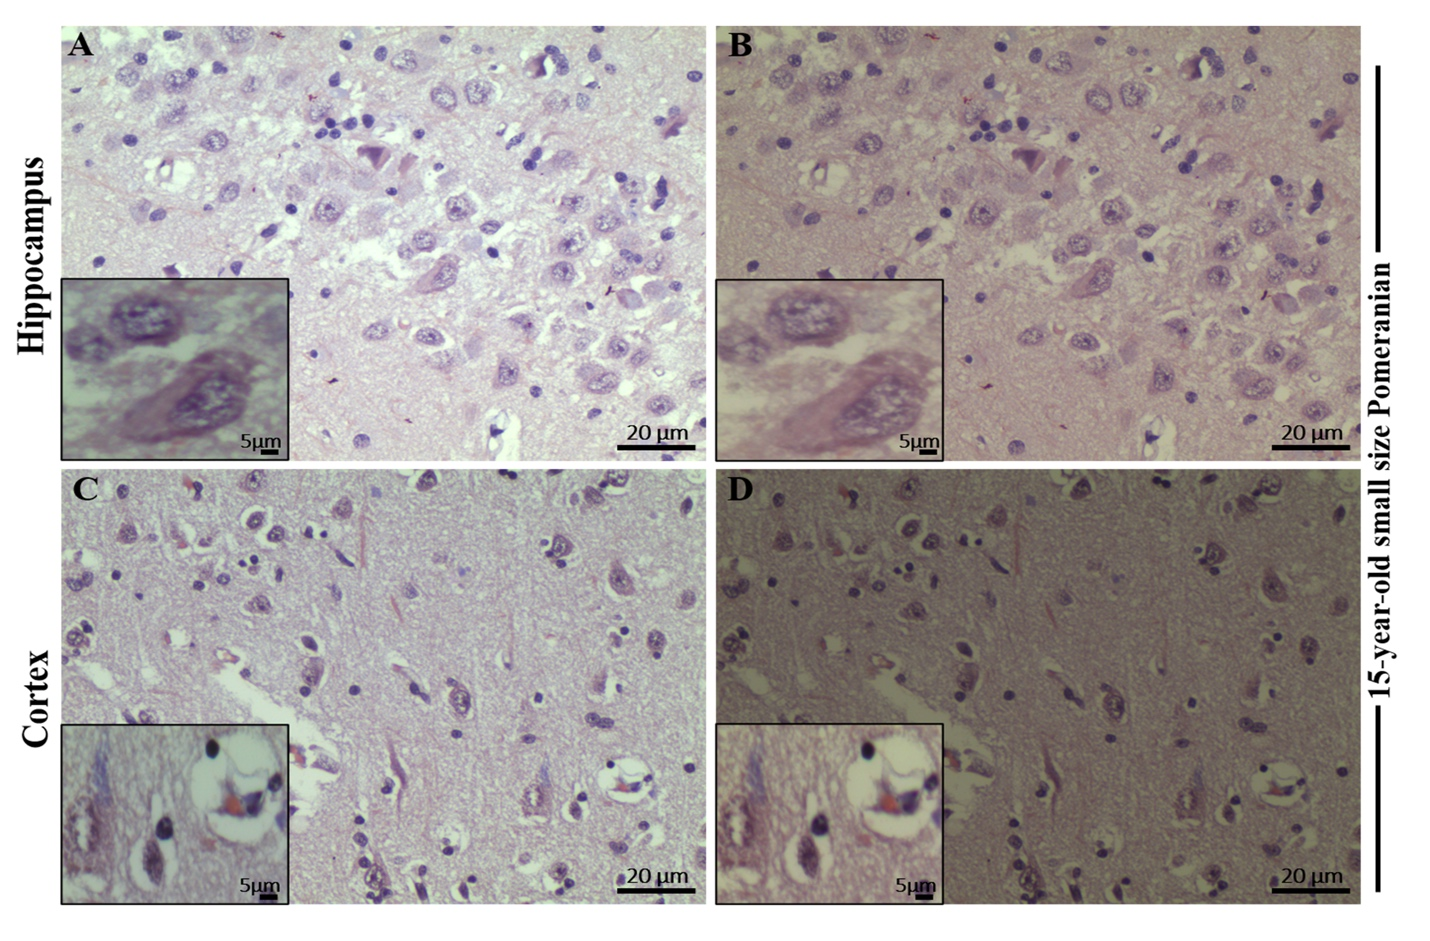 A
B
Hippocampus
5µm
20 µm
5µm
20 µm
C
D
Cortex
5µm
20 µm
5µm
20 µm
15-year-old small size Pomeranian